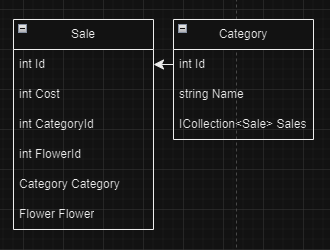 Sale
int Id
int Cost
int CategoryId
int FlowerId
Category Category
Flower Flower
Category
int Id
string Name
ICollection<Sale> Sales